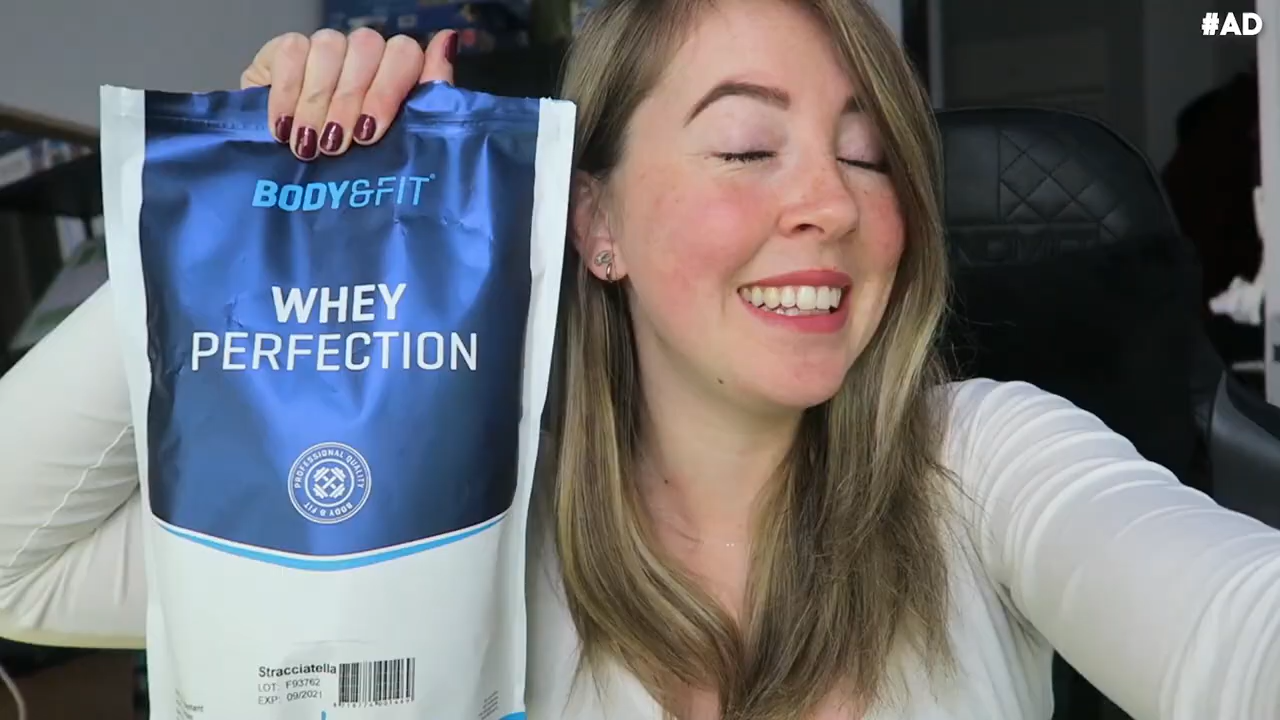 #AD
BODY&FIT
WHEY
PERFECTION
PROFESSIONAL QUALITY
BODY & FIT
Stracciatella
LOT: F93762
EXP: 09/2021